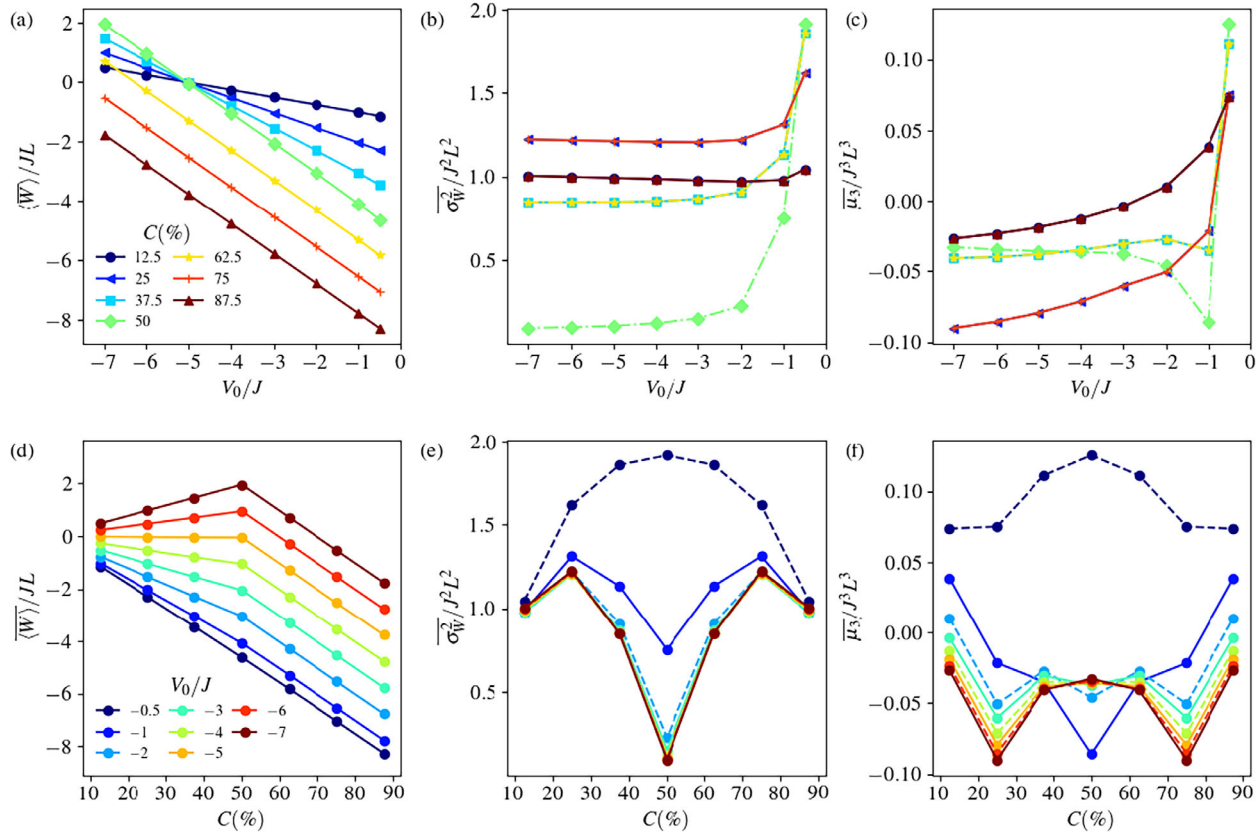 (a)
2
0
−2
−4
−6
−8
⟨W⟩/JL
C(%)
12.5
25
37.5
50
62.5
75
87.5
−7 −6 −5 −4 −3 −2 −1 0
V₀/J
(b)
2.0
1.5
1.0
0.5
σ²_W/J²L²
−7 −6 −5 −4 −3 −2 −1 0
V₀/J
(c)
0.10
0.05
0.00
−0.05
−0.10
μ₃/J³L³
−7 −6 −5 −4 −3 −2 −1 0
V₀/J
(d)
2
0
−2
−4
−6
−8
⟨W⟩/JL
V₀/J
−0.5
−1
−2
−3
−4
−5
−6
−7
10 20 30 40 50 60 70 80 90
C(%)
(e)
2.0
1.5
1.0
0.5
σ²_W/J²L²
10 20 30 40 50 60 70 80 90
C(%)
(f)
0.10
0.05
0.00
−0.05
−0.10
μ₃/J³L³
10 20 30 40 50 60 70 80 90
C(%)